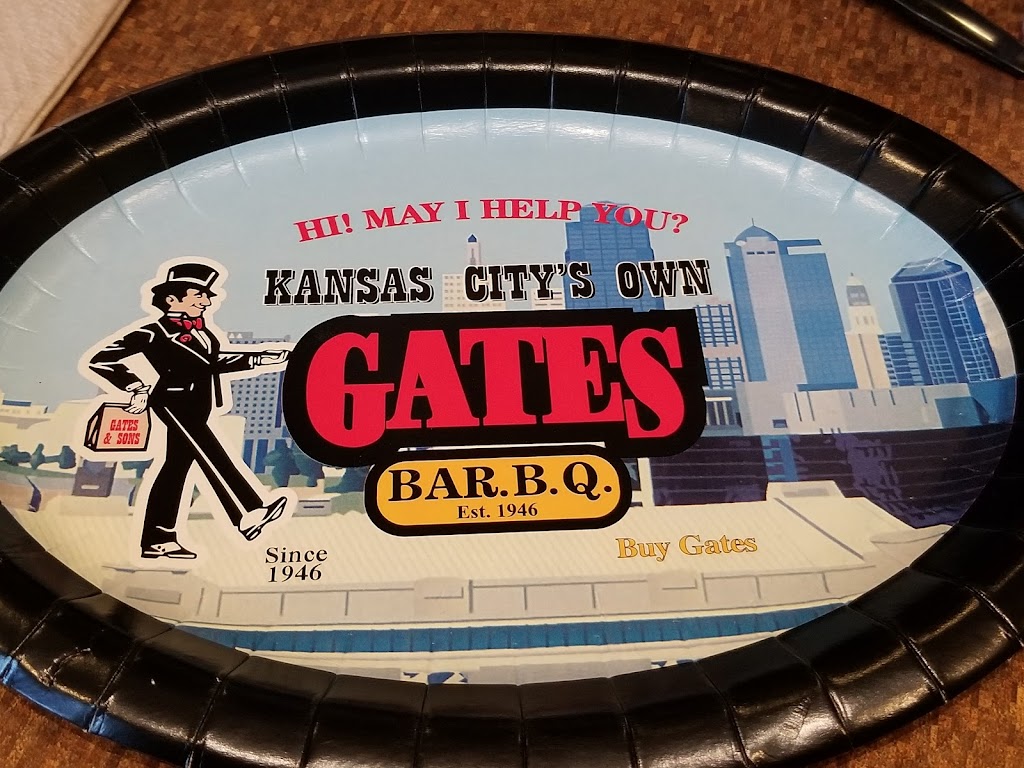 HI! MAY I HELP YOU?
KANSAS CITY'S OWN
GATES
GATES
& SONS
BAR.B.Q.
Est. 1946
Since
1946
Buy Gates